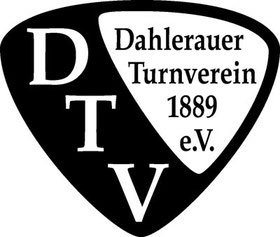 Dahlerauer
Turnverein
1889
e.V.
D
T
V